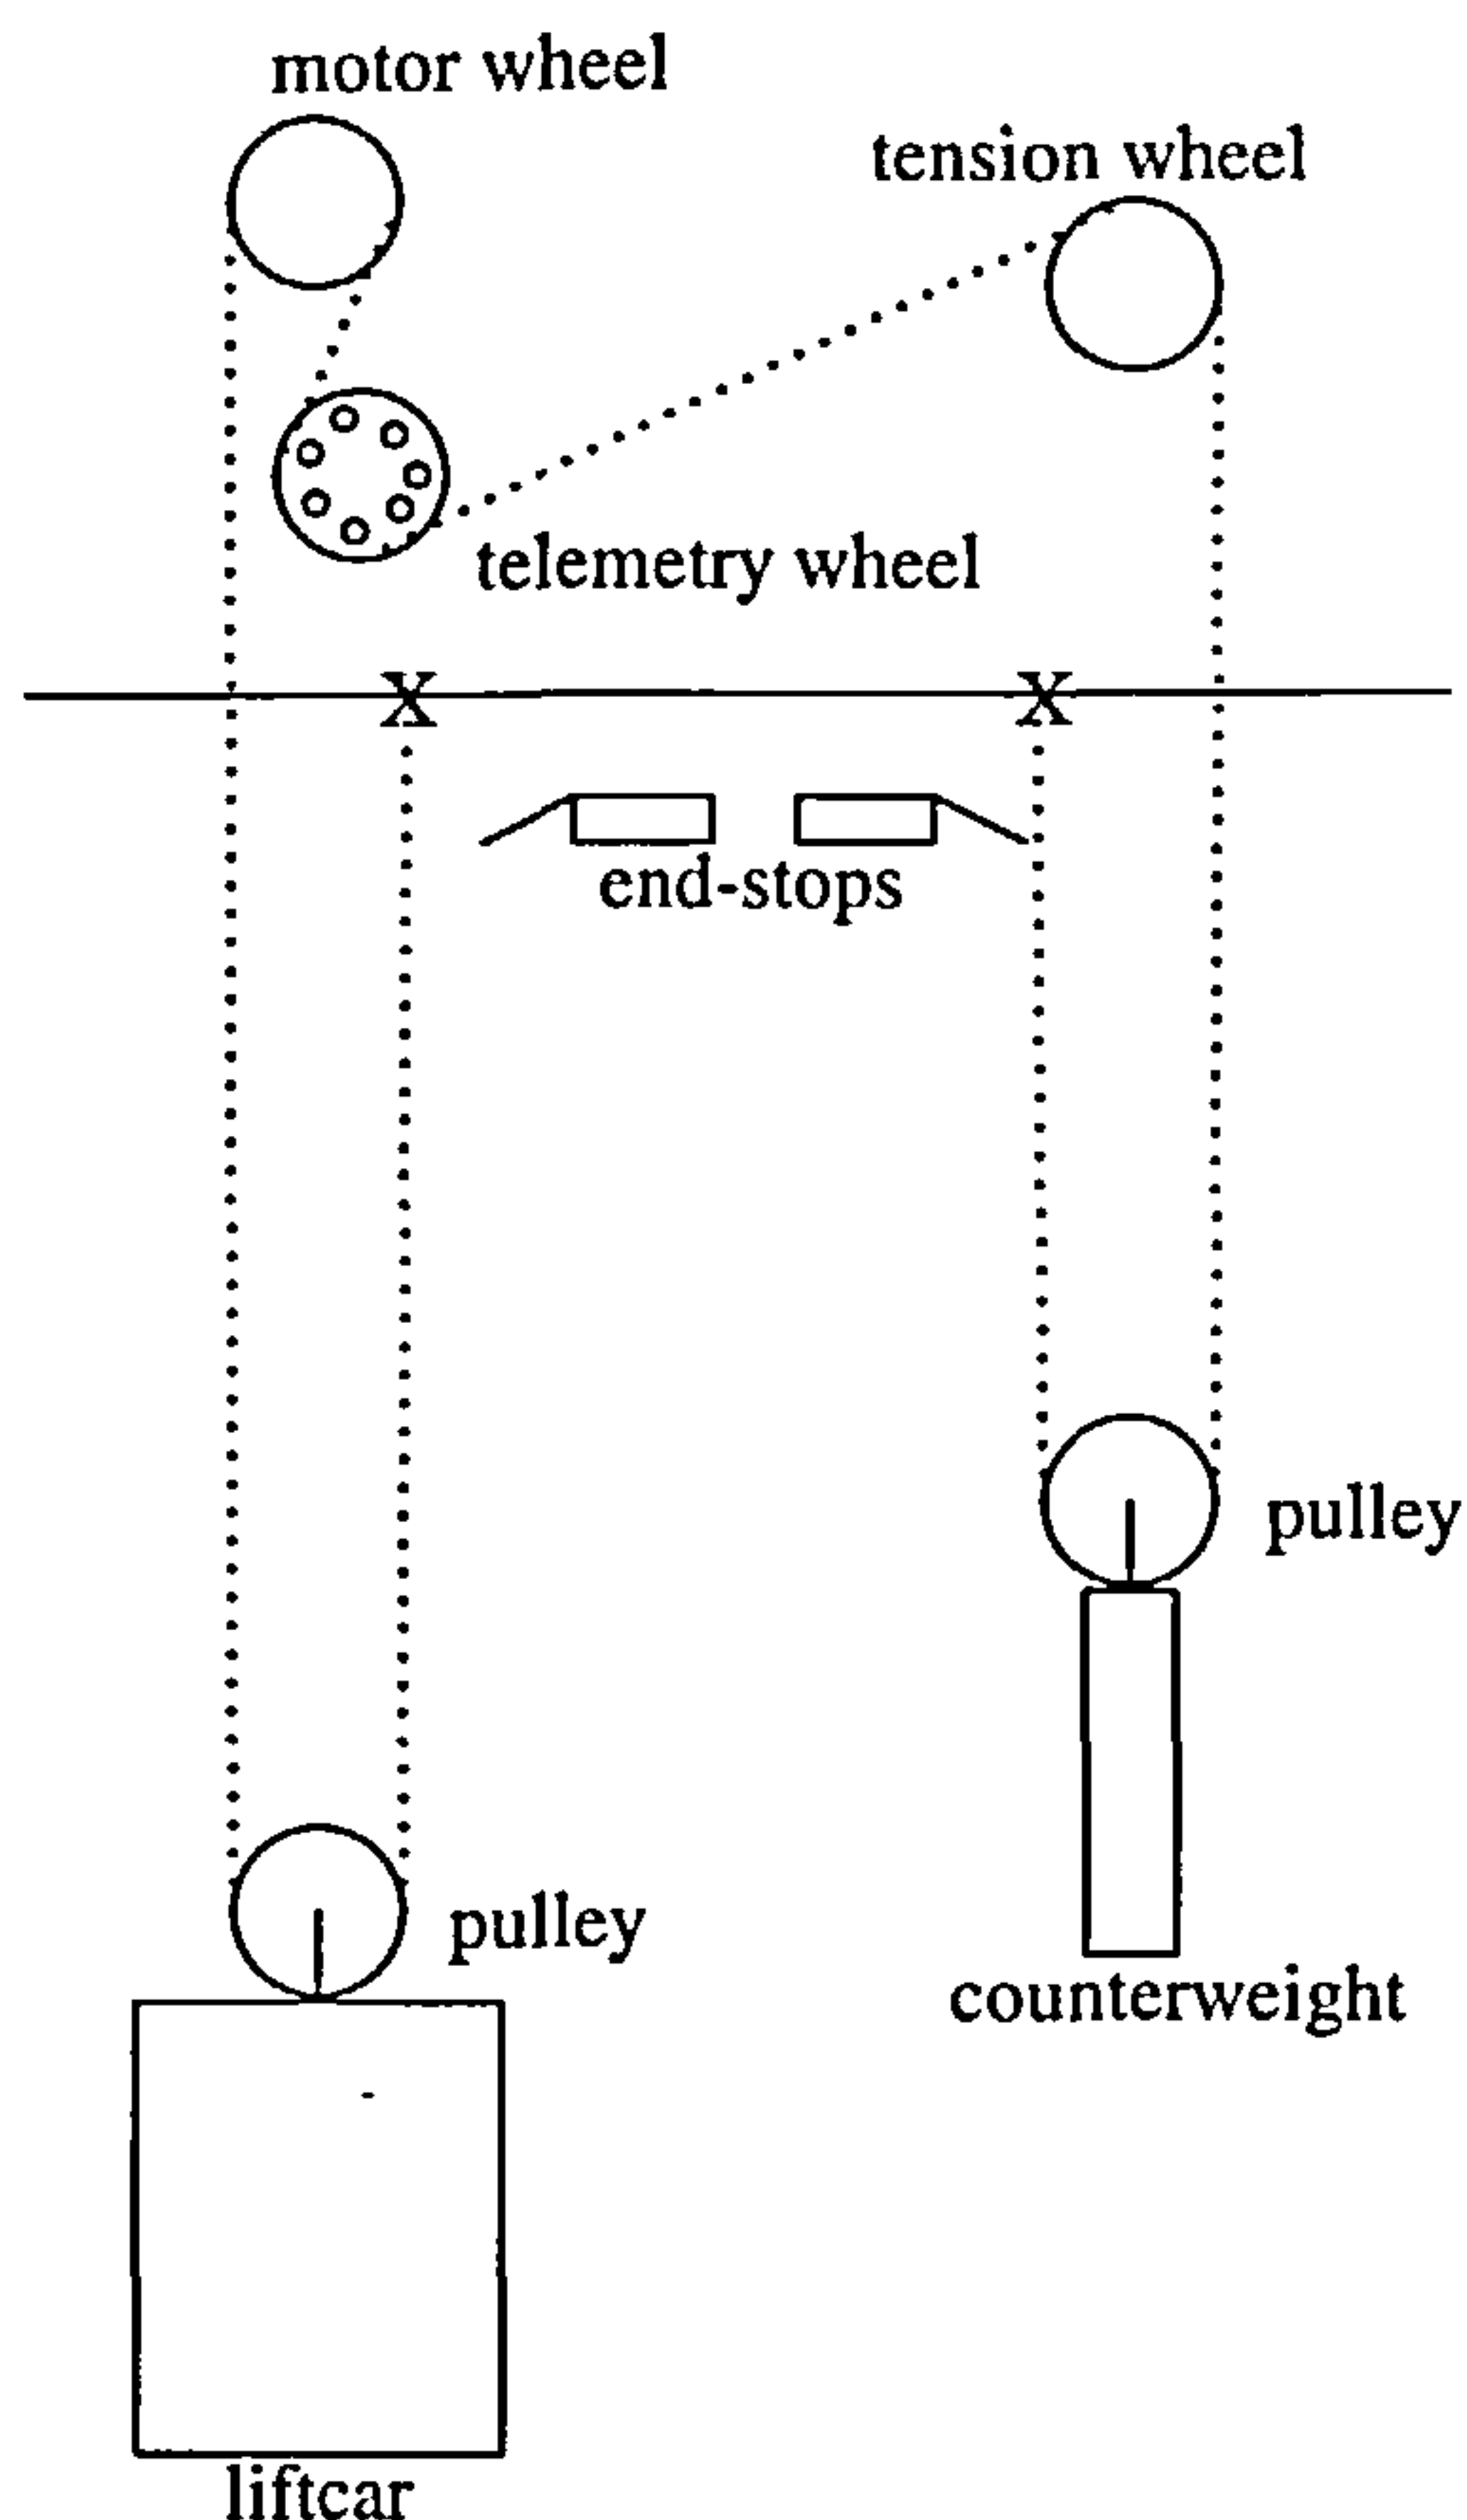 motor wheel
tension wheel
telemetry wheel
X X
end-stops
pulley
pulley
counterweight
liftcar